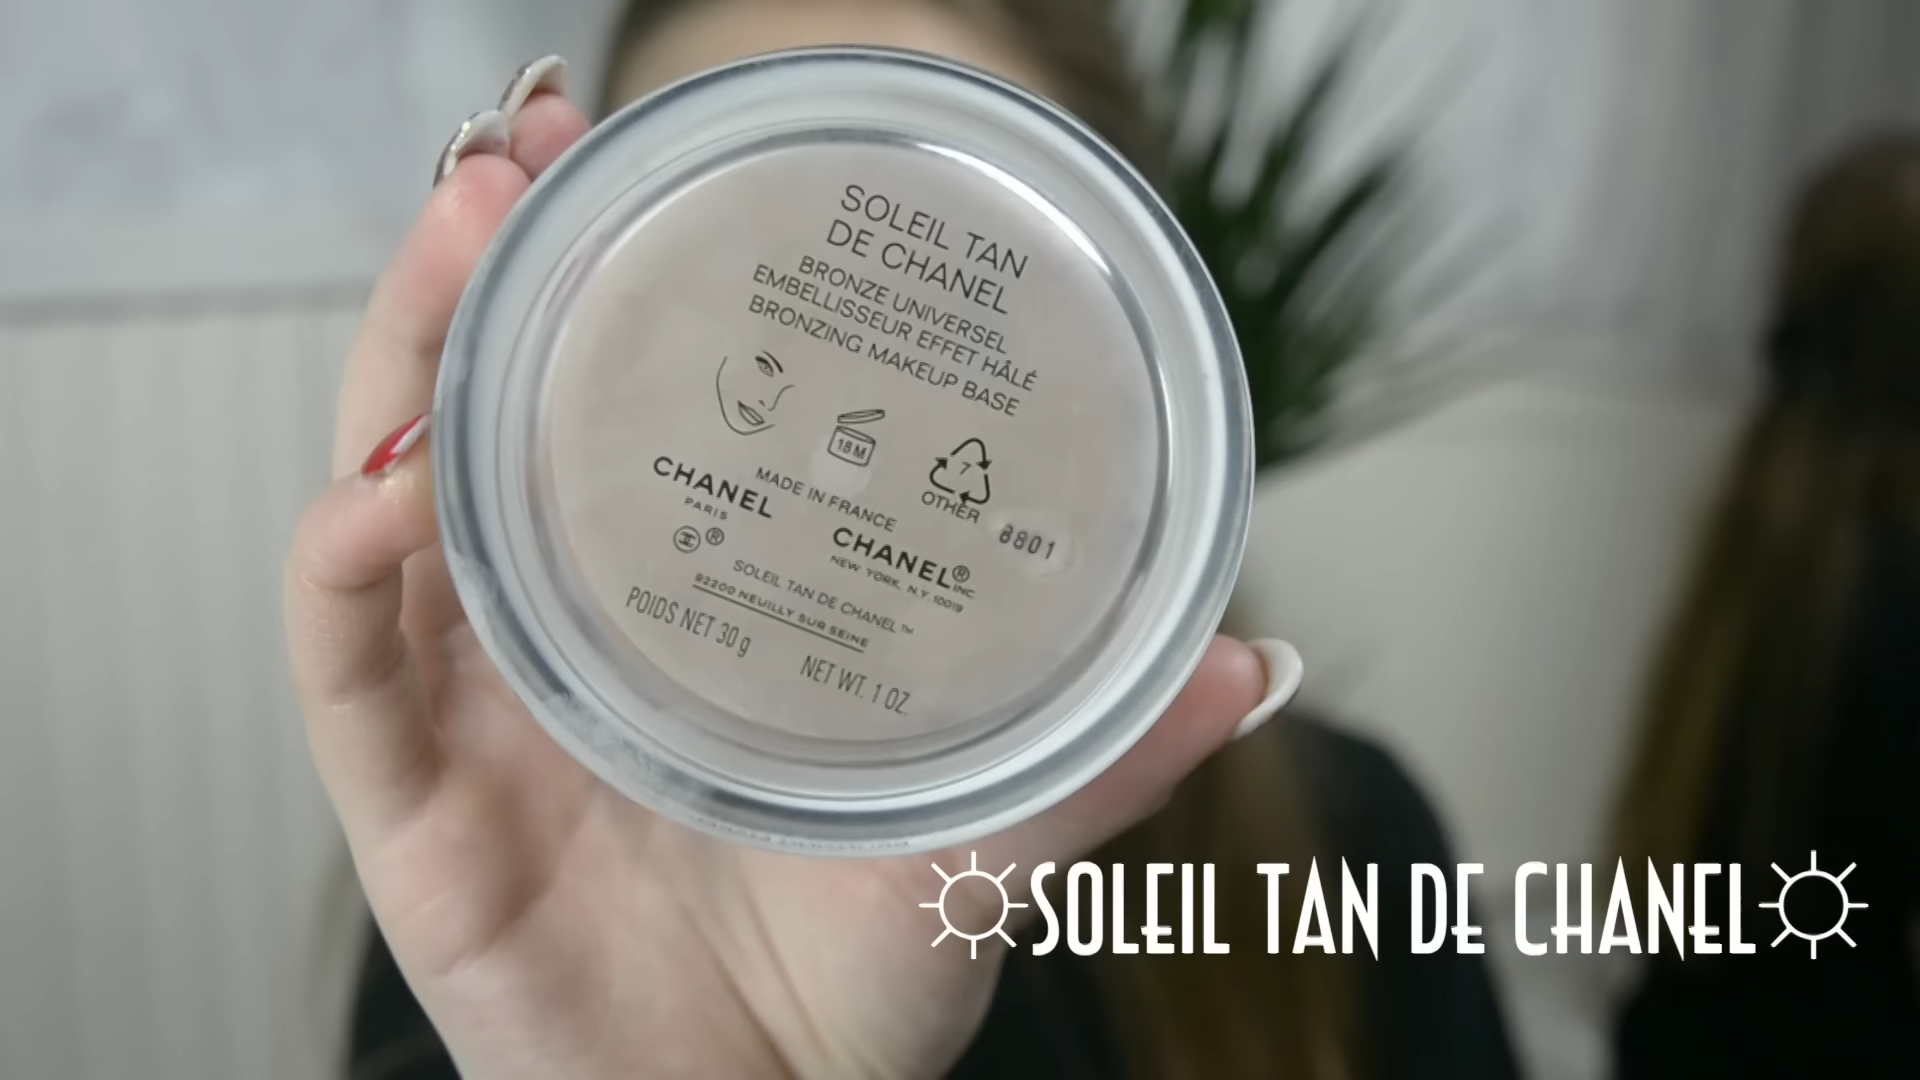 SOLEIL TAN
DE CHANEL
BRONZE UNIVERSEL
EMBELLISSEUR EFFET HÂLÉ
BRONZING MAKEUP BASE
18M
7
OTHER
8801
MADE IN FRANCE
CHANEL
PARIS
®
CHANEL® INC.
NEW YORK, N.Y. 10019
SOLEIL TAN DE CHANEL™
92200 NEUILLY SUR SEINE
POIDS NET 30 g
NET WT. 1 OZ.
SOLEIL TAN DE CHANEL